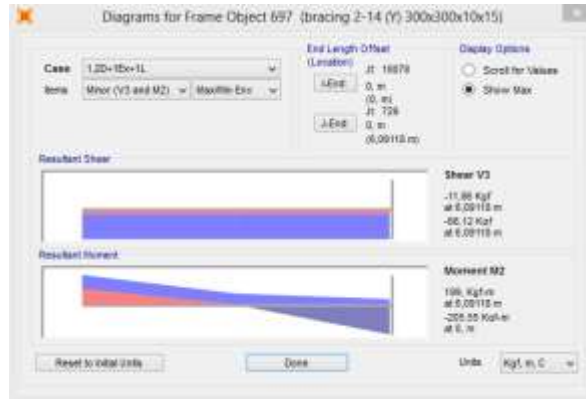 Diagrams for Frame Object 697 (bracing 2-14 (Y) 300x300x10x15)
Case
1,2D+1Ex+1L
Items
Minor (V3 and M2)
Max/Min Env
End Length Offset
(Location)
I-End:
Jt: 16878
0, m
(0, m)
J-End:
Jt: 726
0, m
(6,09118 m)
Display Options
Scroll for Values
Show Max
Resultant Shear
Shear V3
-11,86 Kgf
at 6,09118 m
-66,12 Kgf
at 6,09118 m
Resultant Moment
Moment M2
199, Kgf-m
at 6,09118 m
-205,55 Kgf-m
at 0, m
Reset to Initial Units
Done
Units
Kgf, m, C